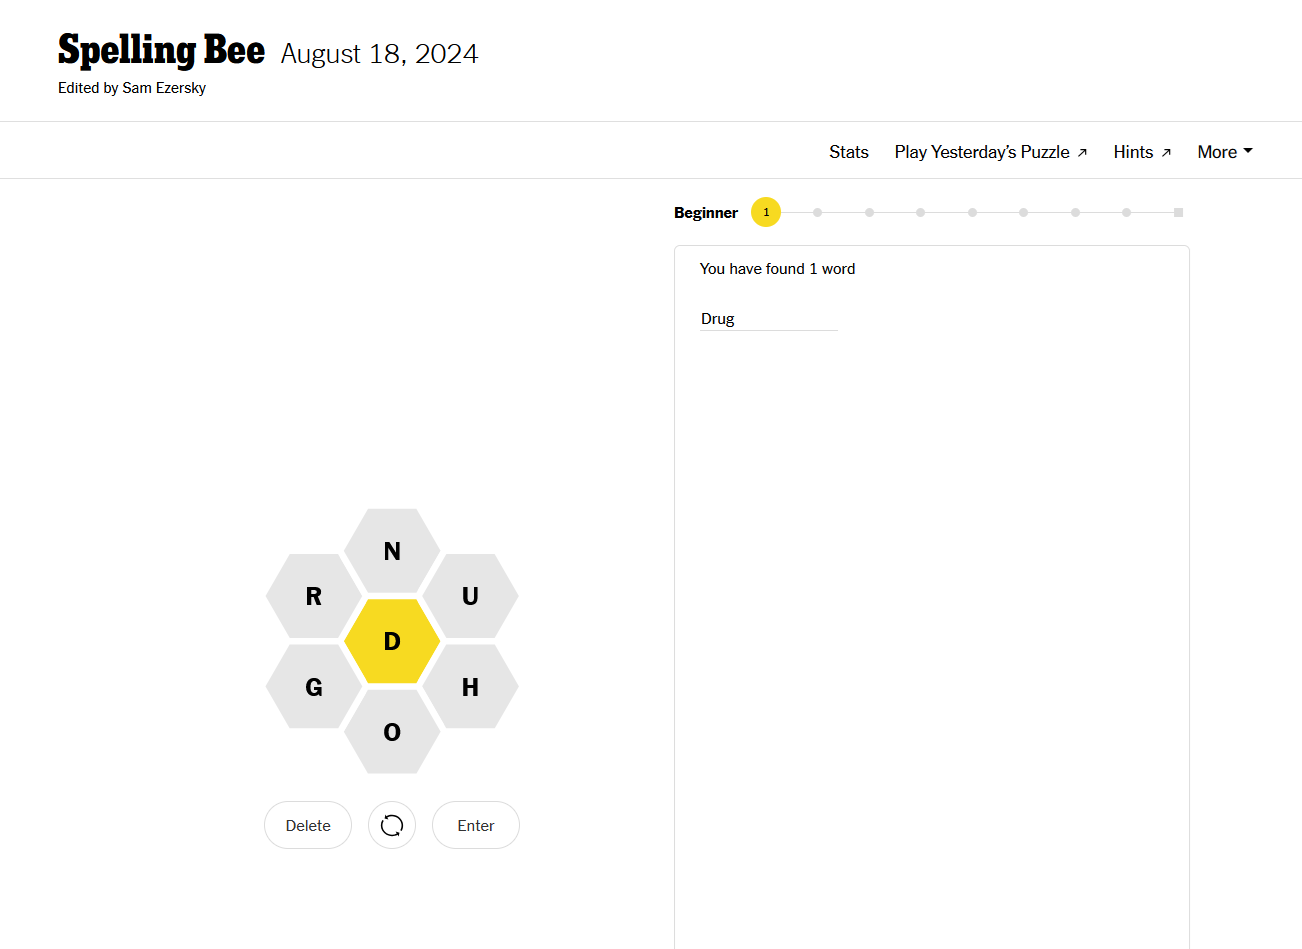 Spelling Bee August 18, 2024
Edited by Sam Ezersky
Stats Play Yesterday's Puzzle ↗ Hints ↗ More
Beginner 1
You have found 1 word
Drug
N
R U
D
G H
O
Delete Enter